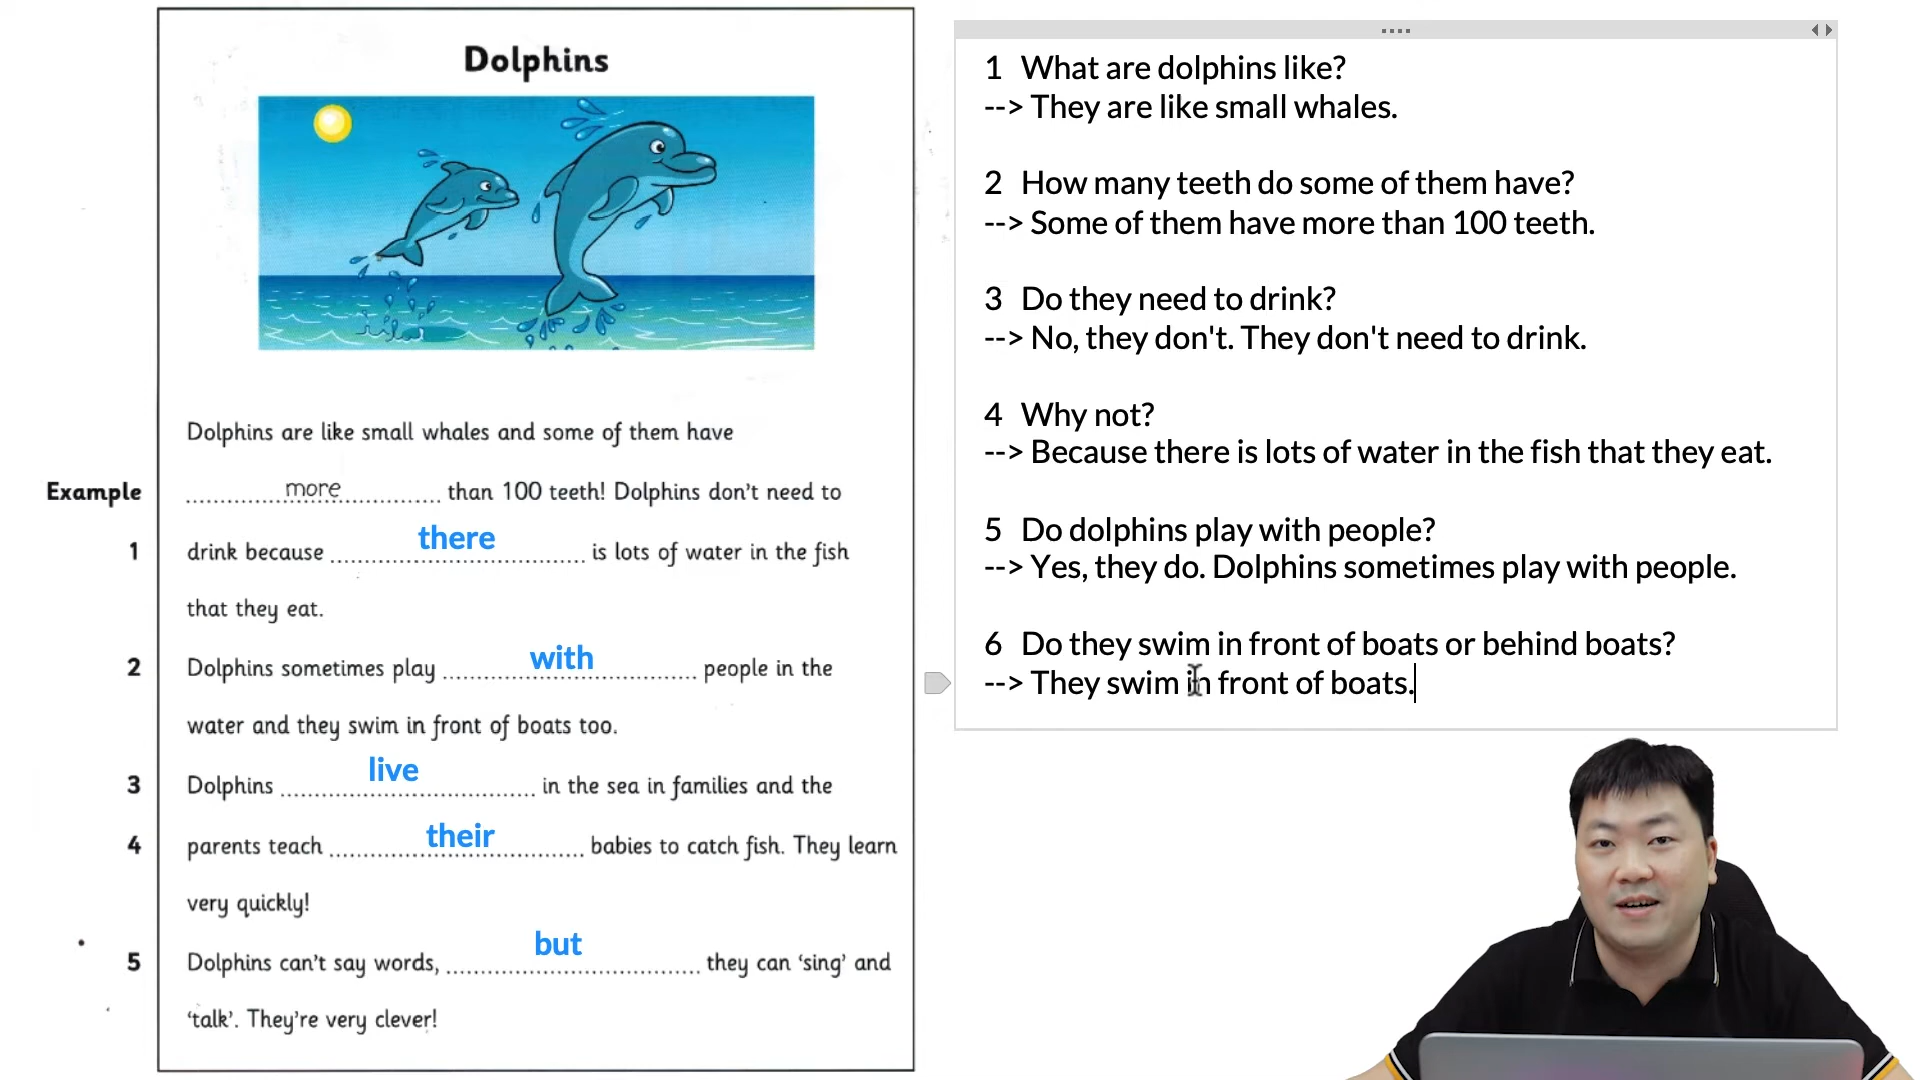 Dolphins
Dolphins are like small whales and some of them have
Example more than 100 teeth! Dolphins don't need to
1 drink because there is lots of water in the fish
that they eat.
2 Dolphins sometimes play with people in the
water and they swim in front of boats too.
3 Dolphins live in the sea in families and the
4 parents teach their babies to catch fish. They learn
very quickly!
5 Dolphins can't say words, but they can 'sing' and
'talk'. They're very clever!
1 What are dolphins like?
--> They are like small whales.
2 How many teeth do some of them have?
--> Some of them have more than 100 teeth.
3 Do they need to drink?
--> No, they don't. They don't need to drink.
4 Why not?
--> Because there is lots of water in the fish that they eat.
5 Do dolphins play with people?
--> Yes, they do. Dolphins sometimes play with people.
6 Do they swim in front of boats or behind boats?
--> They swim in front of boats.